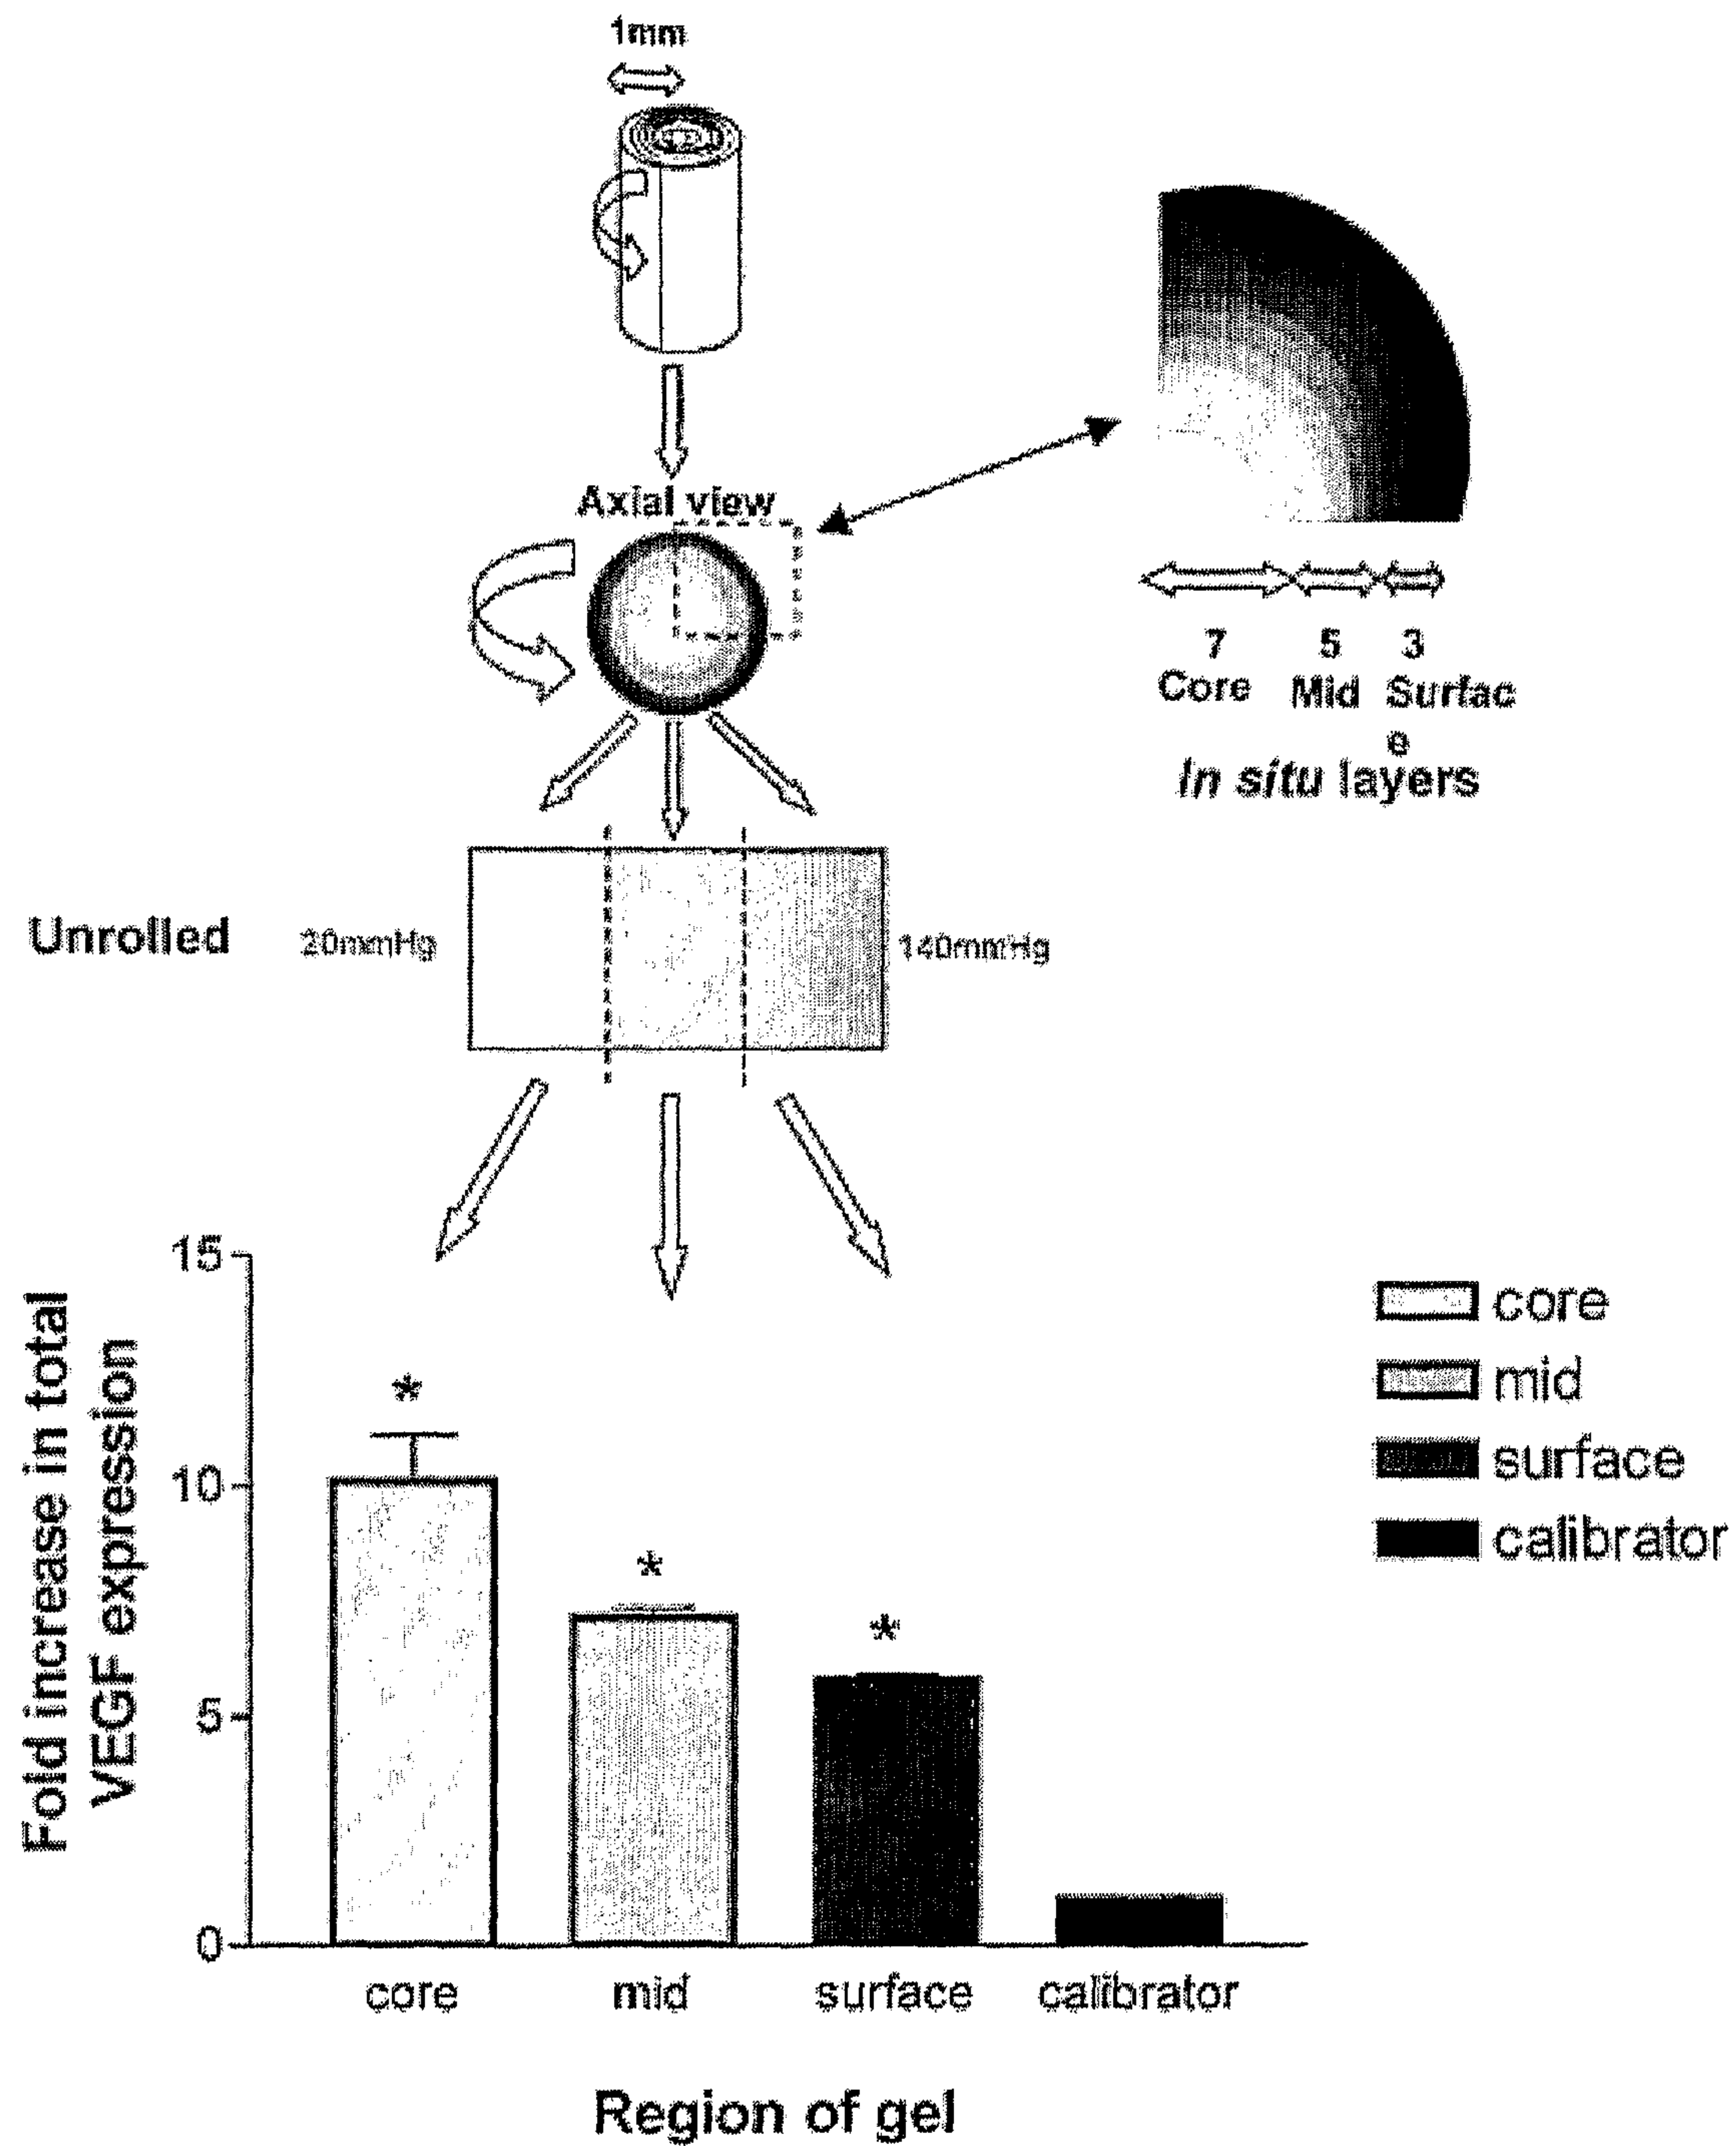 1mm
Axial view
7 5 3
Core Mid Surfac
e
In situ layers
Unrolled 20mmHg 140mmHg
Fold increase in total
VEGF expression
15
10
5
0
*
*
*
core
mid
surface
calibrator
core mid surface calibrator
Region of gel